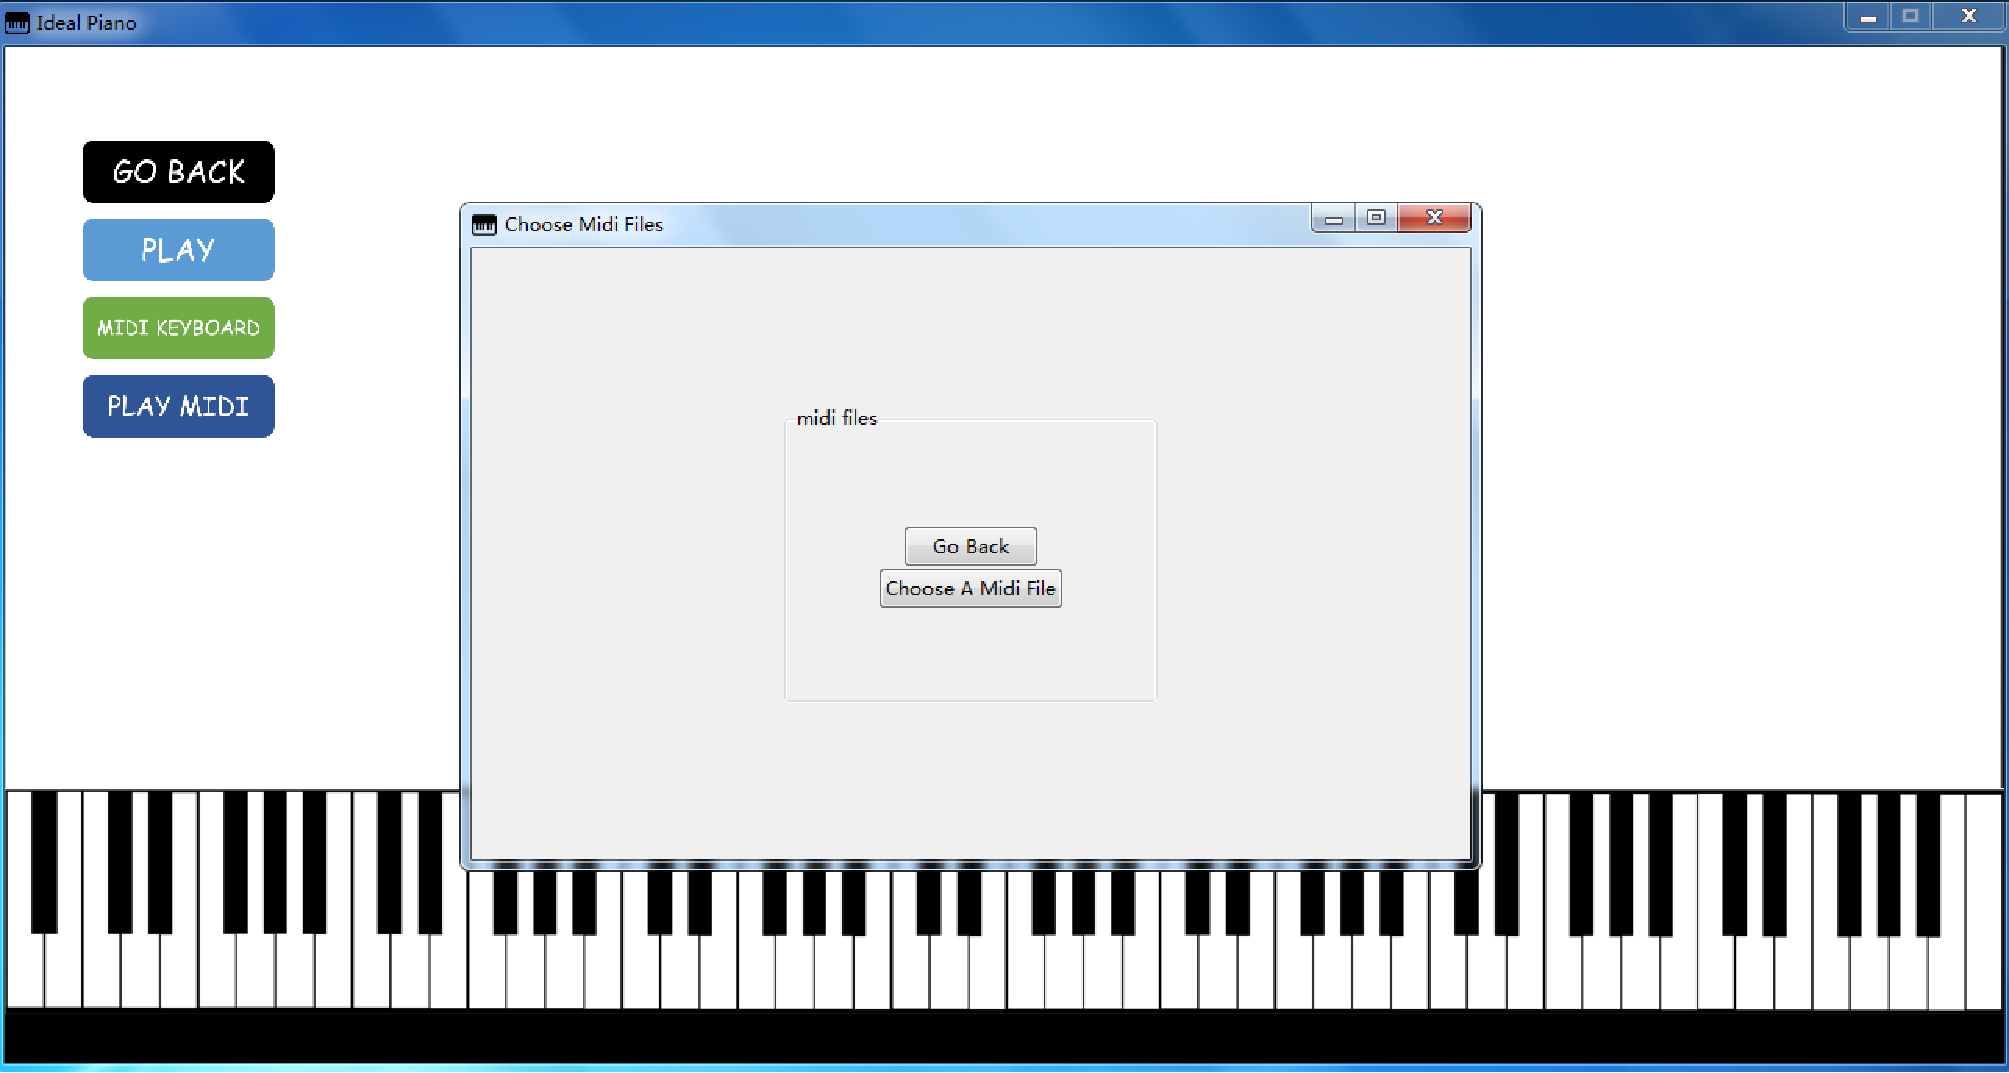 Ideal Piano
GO BACK
PLAY
MIDI KEYBOARD
PLAY MIDI
Choose Midi Files
midi files
Go Back
Choose A Midi File